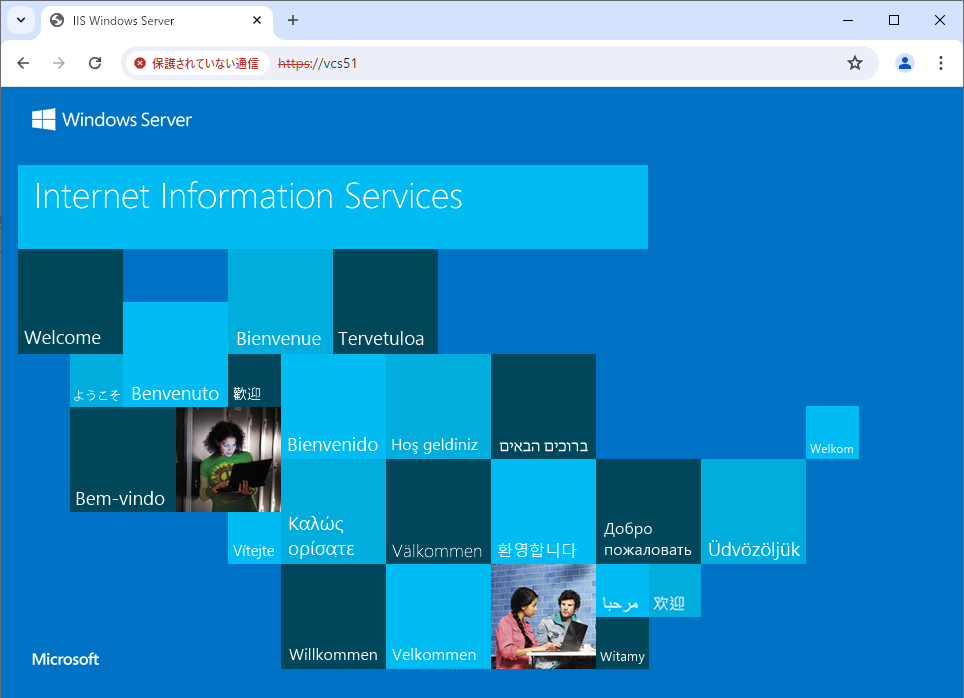 IIS Windows Server
保護されていない通信
https://vcs51
Windows Server
Internet Information Services
Welcome
Bienvenue
Tervetuloa
ようこそ
Benvenuto
歡迎
Bienvenido
Hoş geldiniz
ברוכים הבאים
Welkom
Bem-vindo
Vítejte
Καλώς
ορίσατε
Välkommen
환영합니다
Добро
пожаловать
Üdvözöljük
Willkommen
Velkommen
مرحبا
欢迎
Witamy
Microsoft